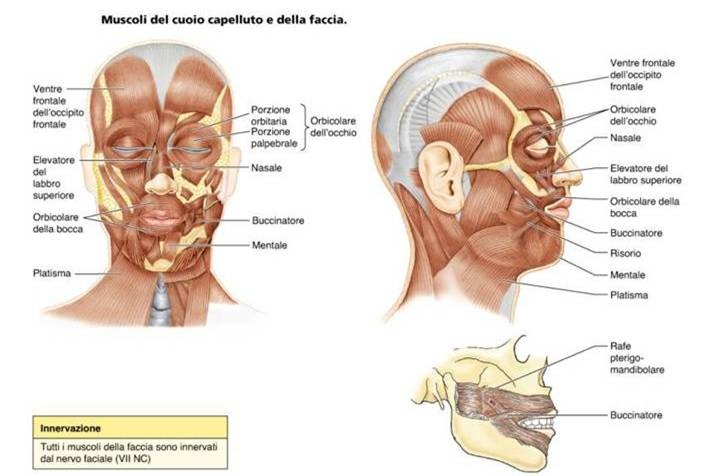 Muscoli del cuoio capelluto e della faccia.
Ventre
frontale
dell'occipito
frontale
Elevatore
del
labbro
superiore
Orbicolare
della bocca
Platisma
Porzione
orbitaria
Porzione
palpebrale
Orbicolare
dell'occhio
Nasale
Buccinatore
Mentale
Ventre frontale
dell'occipito
frontale
Orbicolare
dell'occhio
Nasale
Elevatore del
labbro superiore
Orbicolare della
bocca
Buccinatore
Risorio
Mentale
Platisma
Rafe
pterigo-
mandibolare
Buccinatore
Innervazione
Tutti i muscoli della faccia sono innervati
dal nervo faciale (VII NC)